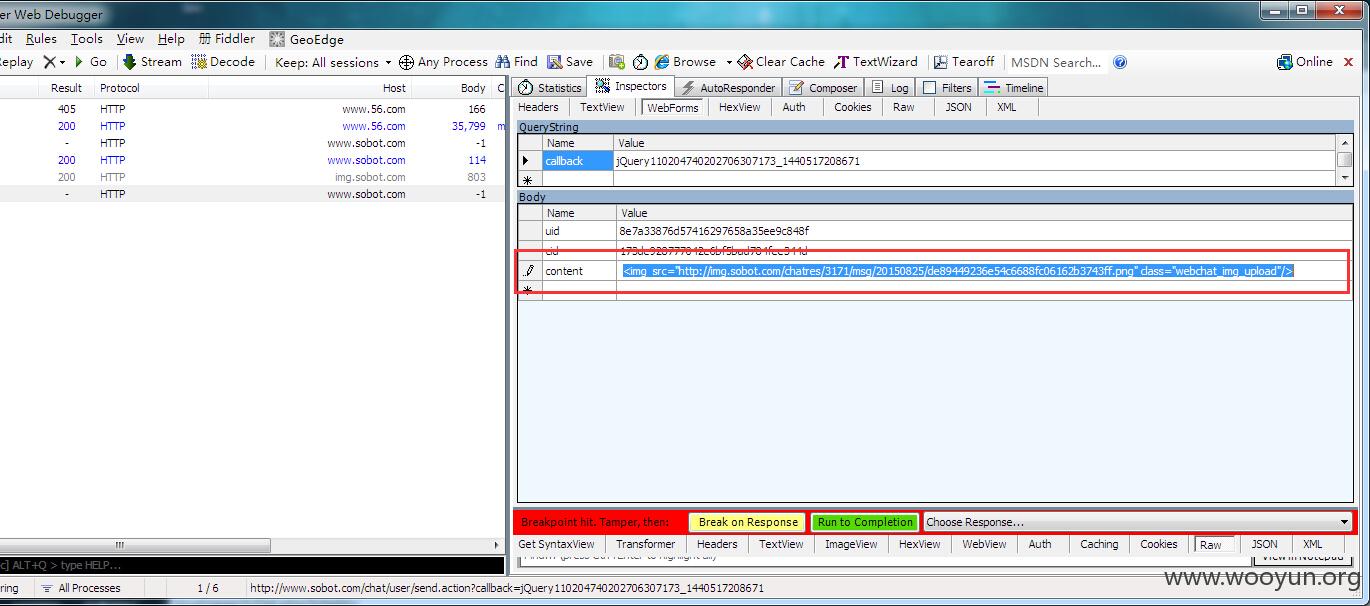 er Web Debugger
dit Rules Tools View Help Fiddler GeoEdge
Replay Go Stream Decode Keep: All sessions Any Process Find Save Browse Clear Cache TextWizard Tearoff MSDN Search... Online
Result Protocol Host Body C
405 HTTP www.56.com 166
200 HTTP www.56.com 35,799 m
- HTTP www.sobot.com -1
200 HTTP www.sobot.com 114
200 HTTP img.sobot.com 803
- HTTP www.sobot.com -1
Statistics Inspectors AutoResponder Composer Log Filters Timeline
Headers TextView WebForms HexView Auth Cookies Raw JSON XML
QueryString
Name Value
callback jQuery110204740202706307173_1440517208671
Body
Name Value
uid 8e7a33876d57416297658a35ee9c848f
content <img src="http://img.sobot.com/chatres/3171/msg/20150825/de89449236e54c6688fc06162b3743ff.png" class="webchat_img_upload"/>
Breakpoint hit. Tamper, then: Break on Response Run to Completion Choose Response...
Get SyntaxView Transformer Headers TextView ImageView HexView WebView Auth Caching Cookies Raw JSON XML
View in Notepad
c] ALT+Q > type HELP...
ring All Processes 1 / 6 http://www.sobot.com/chat/user/send.action?callback=jQuery110204740202706307173_1440517208671
www.wooyun.org